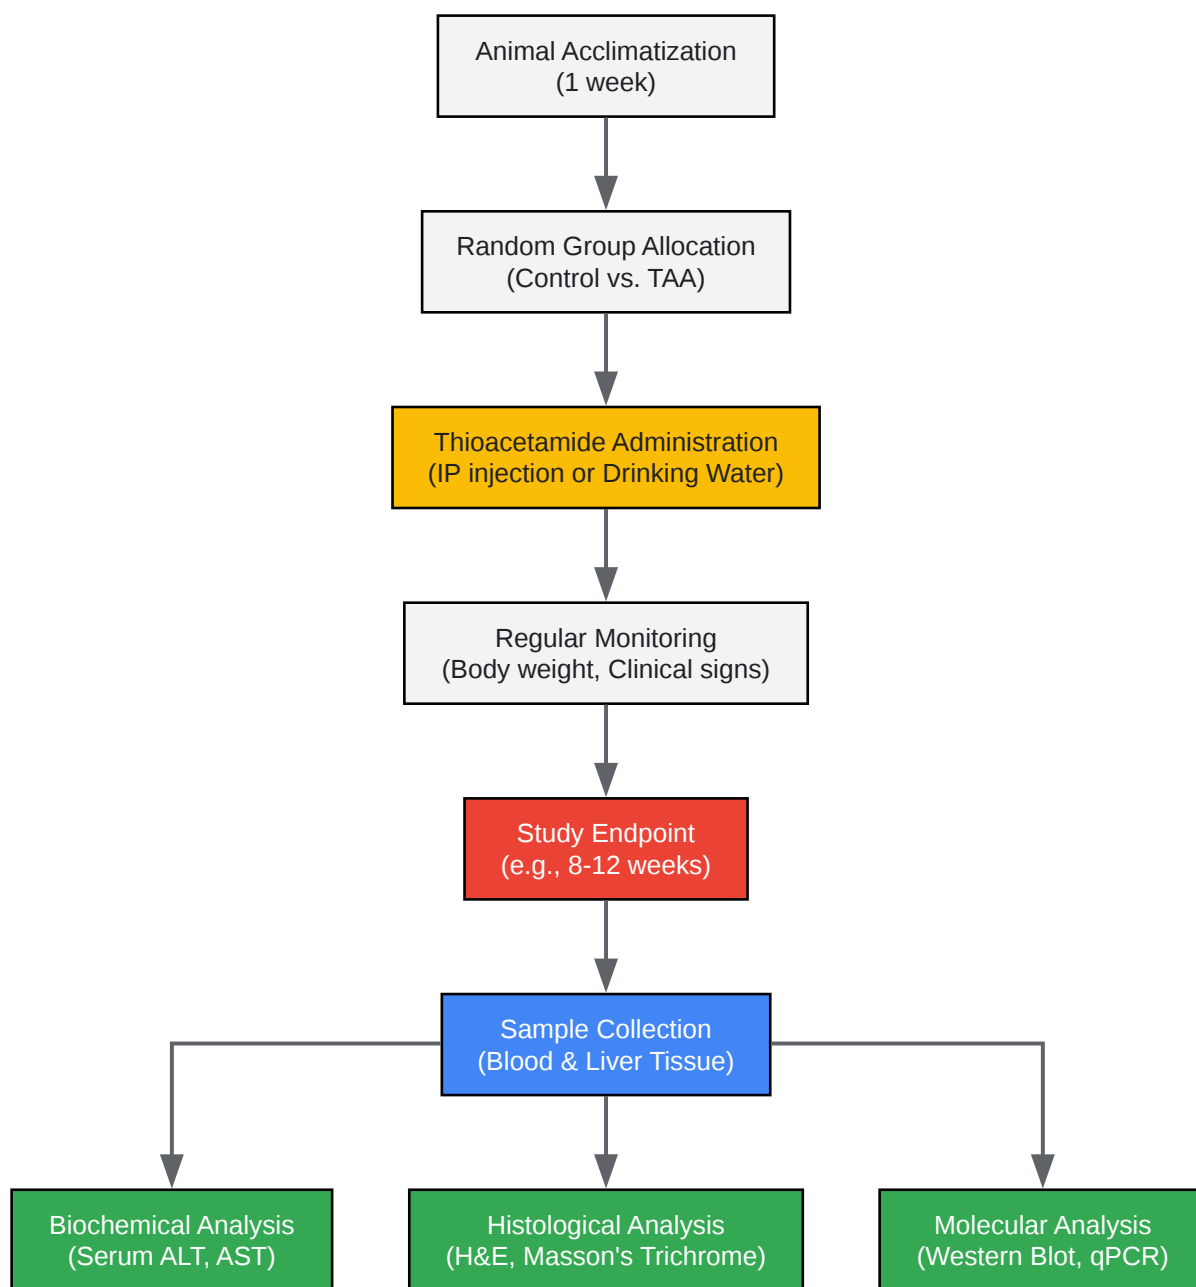 Animal Acclimatization
(1 week)
Random Group Allocation
(Control vs. TAA)
Thioacetamide Administration
(IP injection or Drinking Water)
Regular Monitoring
(Body weight, Clinical signs)
Study Endpoint
(e.g., 8-12 weeks)
Sample Collection
(Blood & Liver Tissue)
Biochemical Analysis
(Serum ALT, AST)
Histological Analysis
(H&E, Masson's Trichrome)
Molecular Analysis
(Western Blot, qPCR)